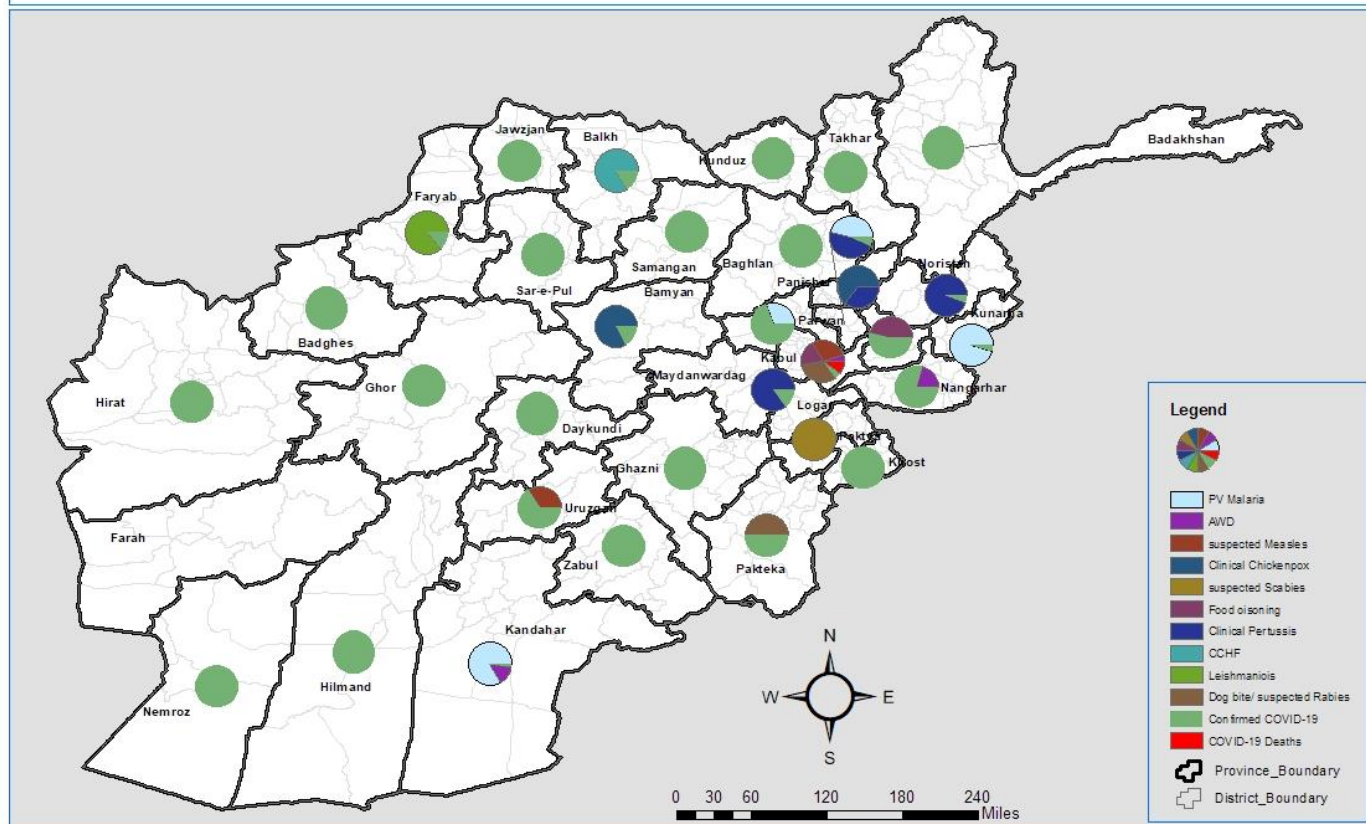 Jawzjan
Balkh
Kunduz
Takhar
Badakhshan
Faryab
Samangan
Baghlan
Noristan
Sar-e-Pul
Bamyan
Panjsher
Kunarha
Badghes
Parwan
Kabul
Maydanwardag
Nangarhar
Hirat
Ghor
Logar
Daykundi
Paktya
Ghazni
Khost
Uruzgan
Farah
Zabul
Pakteka
Kandahar
Hilmand
Nemroz
N
W
E
S
0 30 60 120 180 240
Miles
Legend
PV Malaria
AWD
suspected Measles
Clinical Chickenpox
suspected Scabies
Food oisoning
Clinical Pertussis
CCHF
Leishmaniois
Dog bite/ suspected Rabies
Confirmed COVID-19
COVID-19 Deaths
Province_Boundary
District_Boundary